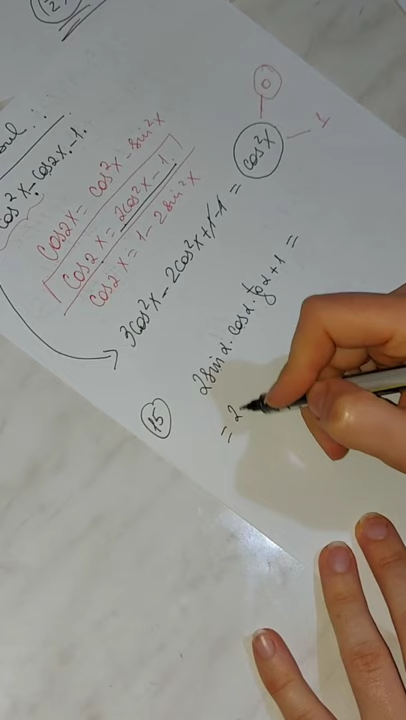 cos²x - cos2x - 1.
cos2x = cos²x - sin²x
cos2x = 2cos²x - 1 !
cos2x = 1 - 2sin²x
3cos²x - 2cos²x + 1 - 1 = cos²x
0
1
15
2sinα · cosα · tgα + 1 =
= 2